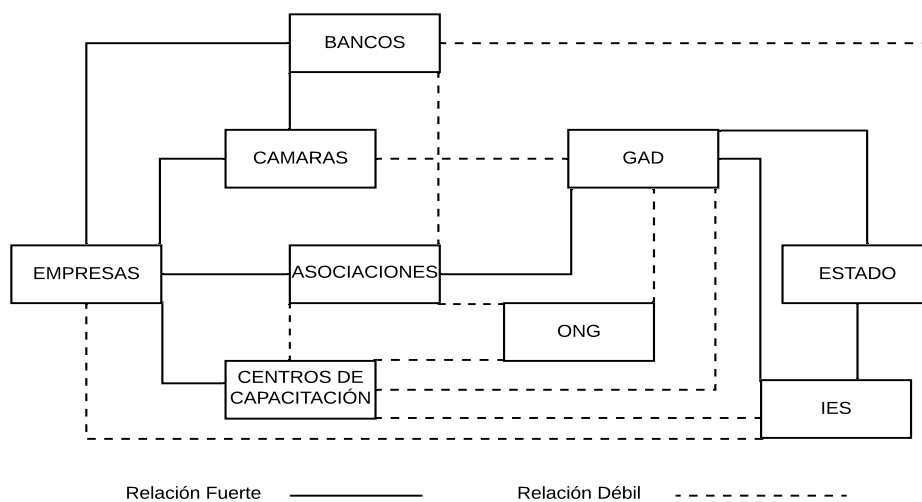 BANCOS
CAMARAS
GAD
EMPRESAS
ASOCIACIONES
ESTADO
ONG
CENTROS DE
CAPACITACIÓN
IES
Relación Fuerte
Relación Débil